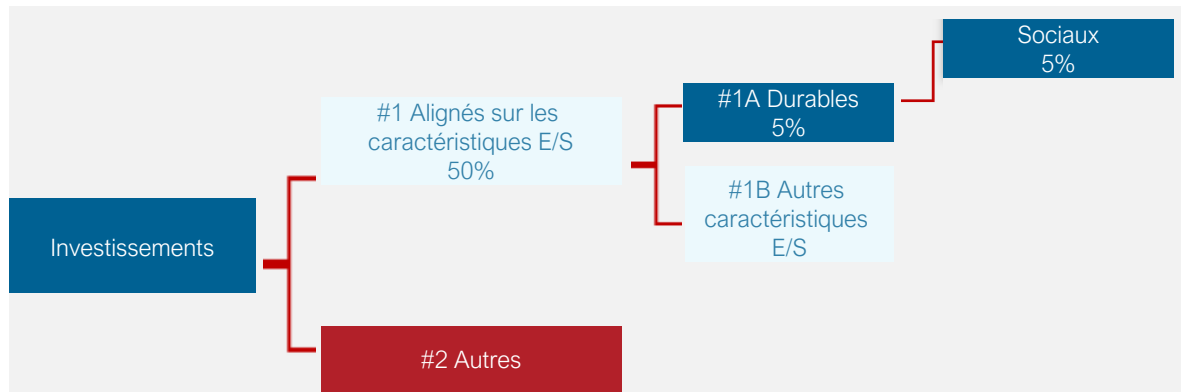 Sociaux
5%
#1A Durables
5%
#1 Alignés sur les
caractéristiques E/S
50%
#1B Autres
caractéristiques
E/S
Investissements
#2 Autres